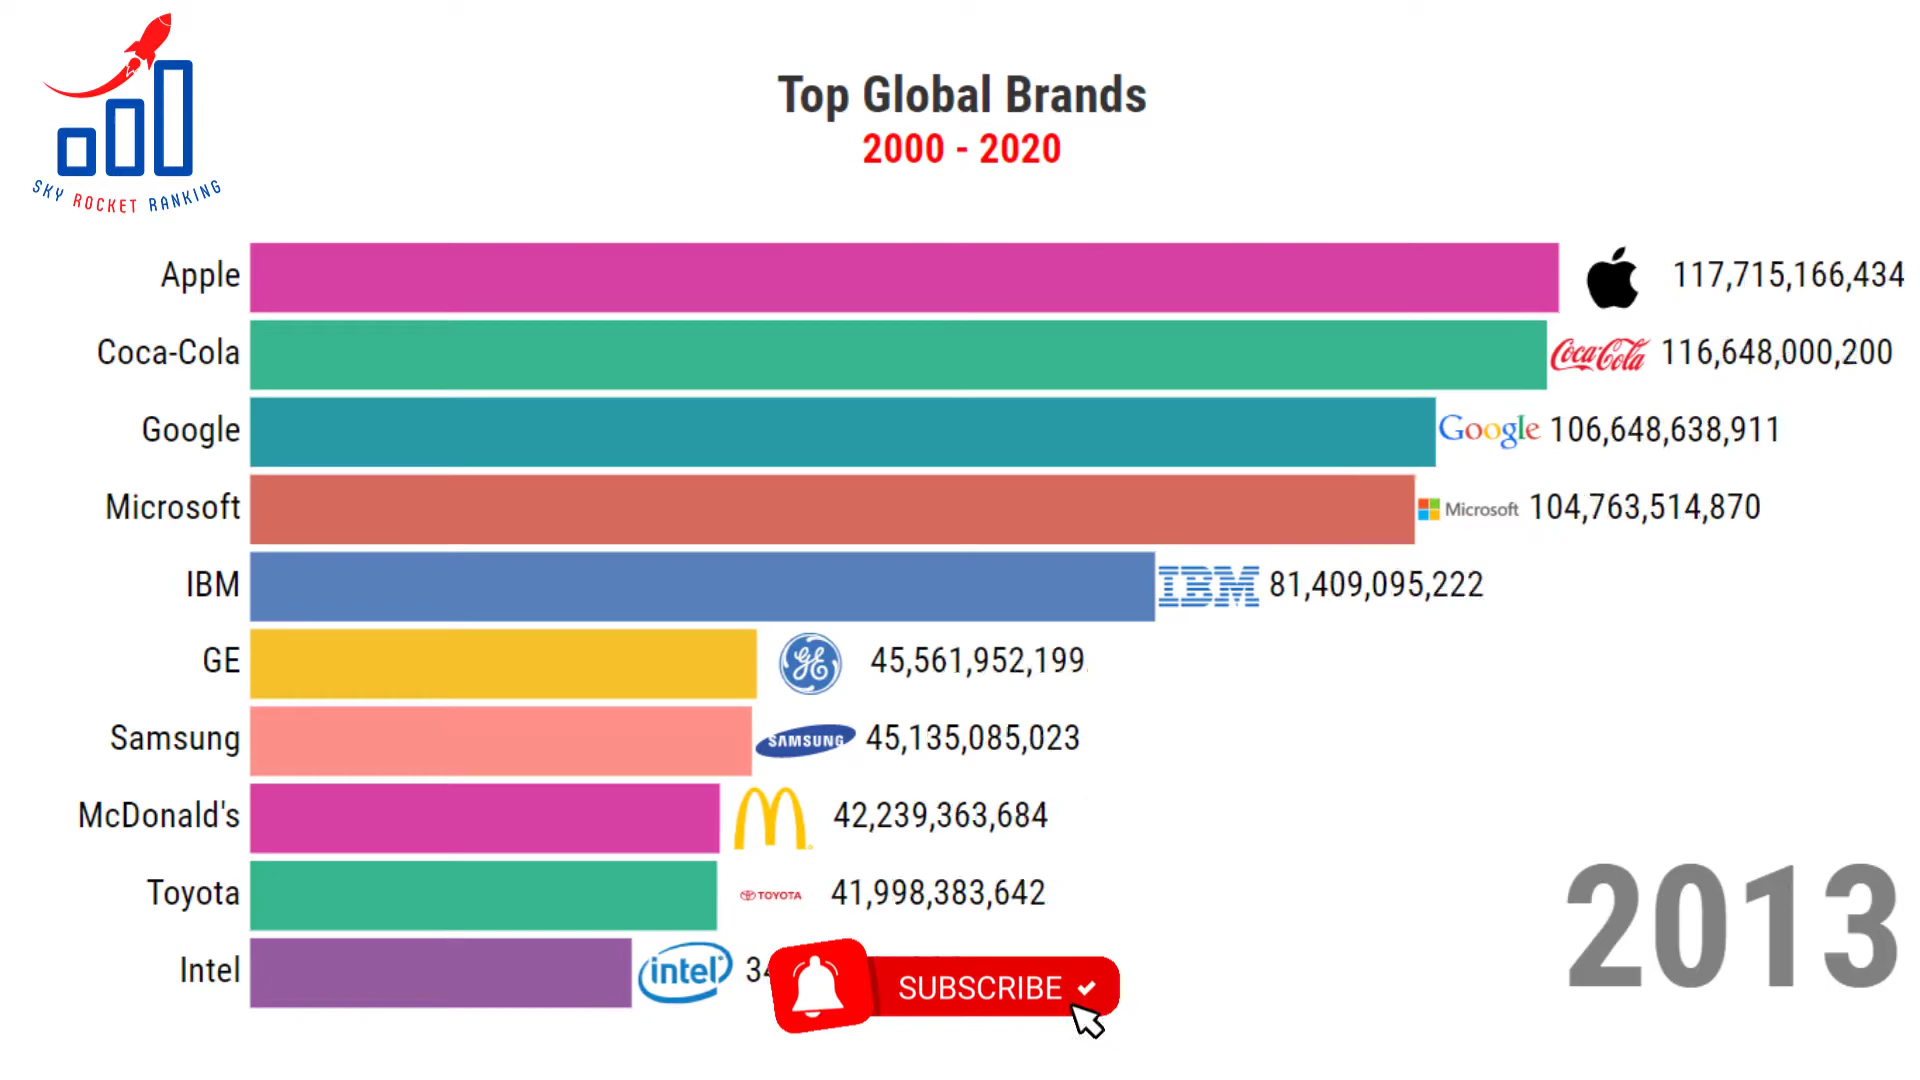 SKY ROCKET RANKING
Top Global Brands
2000 - 2020
Apple 117,715,166,434
Coca-Cola Coca-Cola 116,648,000,200
Google Google 106,648,638,911
Microsoft Microsoft 104,763,514,870
IBM IBM 81,409,095,222
GE GE 45,561,952,199
Samsung SAMSUNG 45,135,085,023
McDonald's 42,239,363,684
Toyota TOYOTA 41,998,383,642
Intel intel 34
SUBSCRIBE
2013